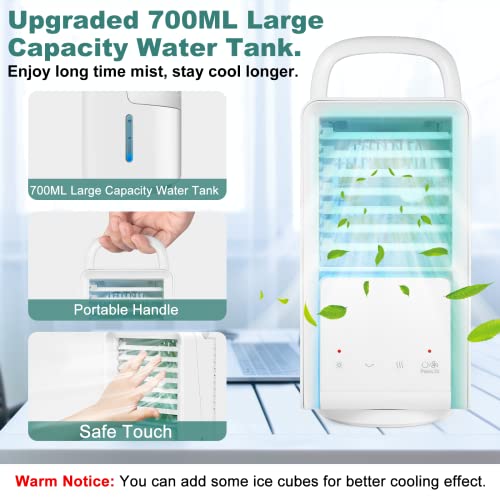 Upgraded 700ML Large
Capacity Water Tank.
Enjoy long time mist, stay cool longer.
700ML Large Capacity Water Tank
Portable Handle
Safe Touch
Warm Notice: You can add some ice cubes for better cooling effect.